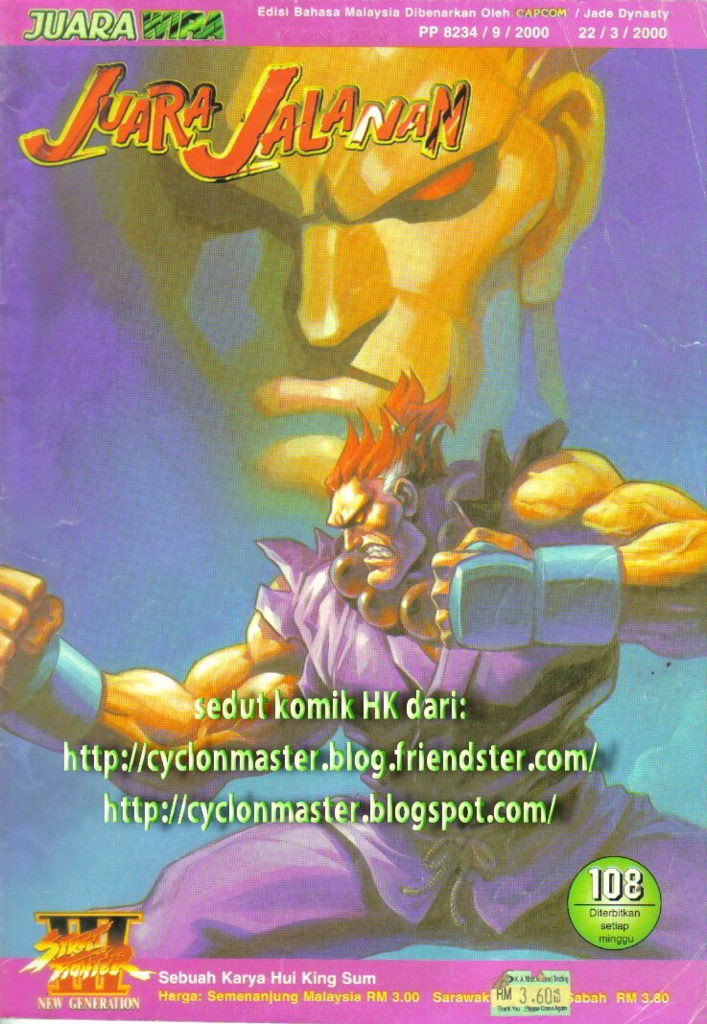 JUARA WIRA
Edisi Bahasa Malaysia Dibenarkan Oleh CAPCOM / Jade Dynasty
PP 8234 / 9 / 2000 22 / 3 / 2000
JUARA JALANAN
sedut komik HK dari:
http://cyclonmaster.blog.friendster.com/
http://cyclonmaster.blogspot.com/
108
Diterbitkan
setiap
minggu
III
STREET
FIGHTER
NEW GENERATION
Sebuah Karya Hui King Sum
Harga: Semenanjung Malaysia RM 3.00 Sarawak Sabah RM 3.60
RM 3.60
Thank You Please Come Again